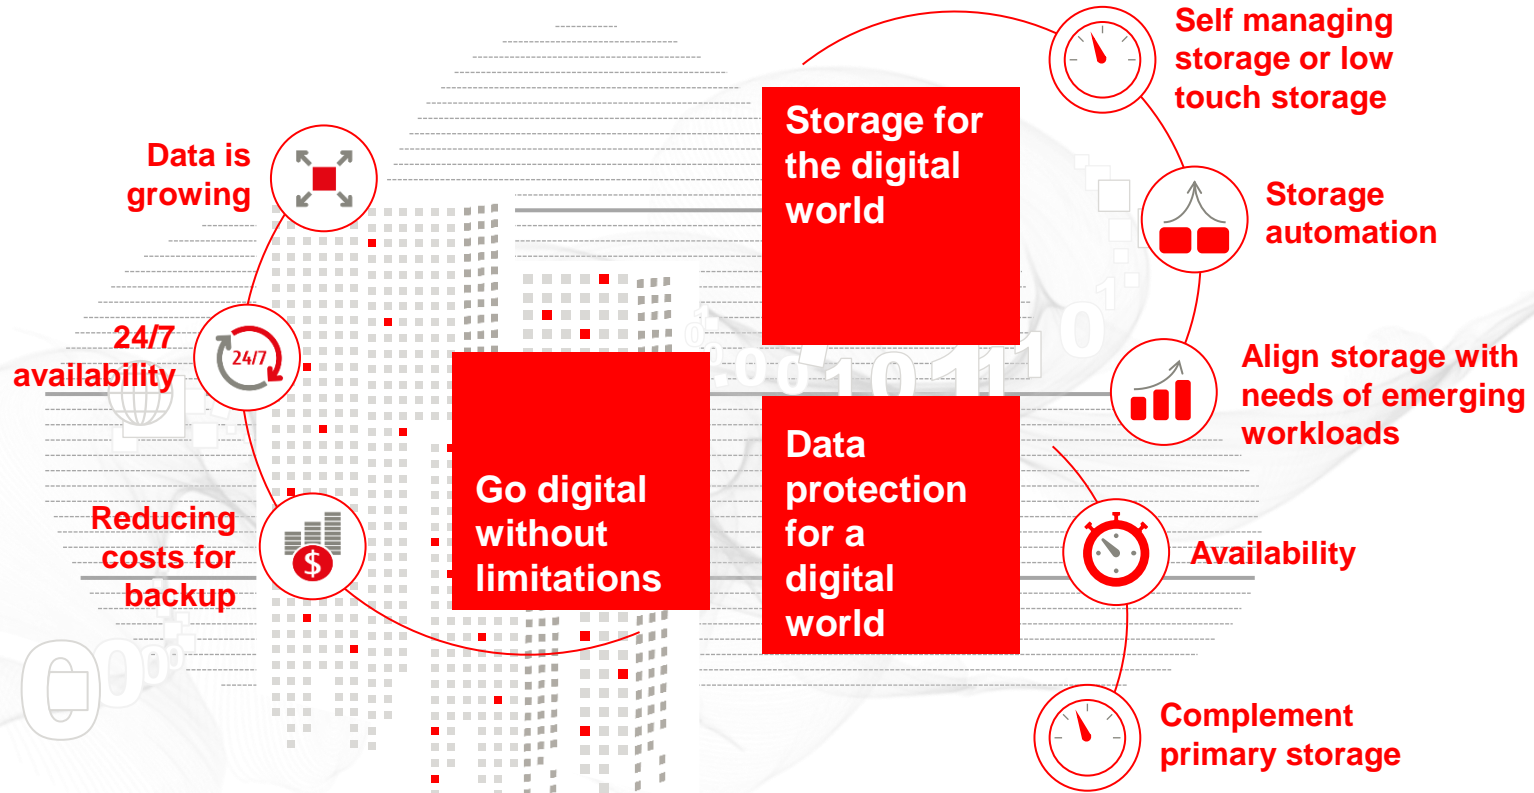 Data is
growing
24/7
availability
24/7
Reducing
costs for
backup
$
Go digital
without
limitations
Storage for
the digital
world
Data
protection
for a
digital
world
Self managing
storage or low
touch storage
Storage
automation
Align storage with
needs of emerging
workloads
Availability
Complement
primary storage